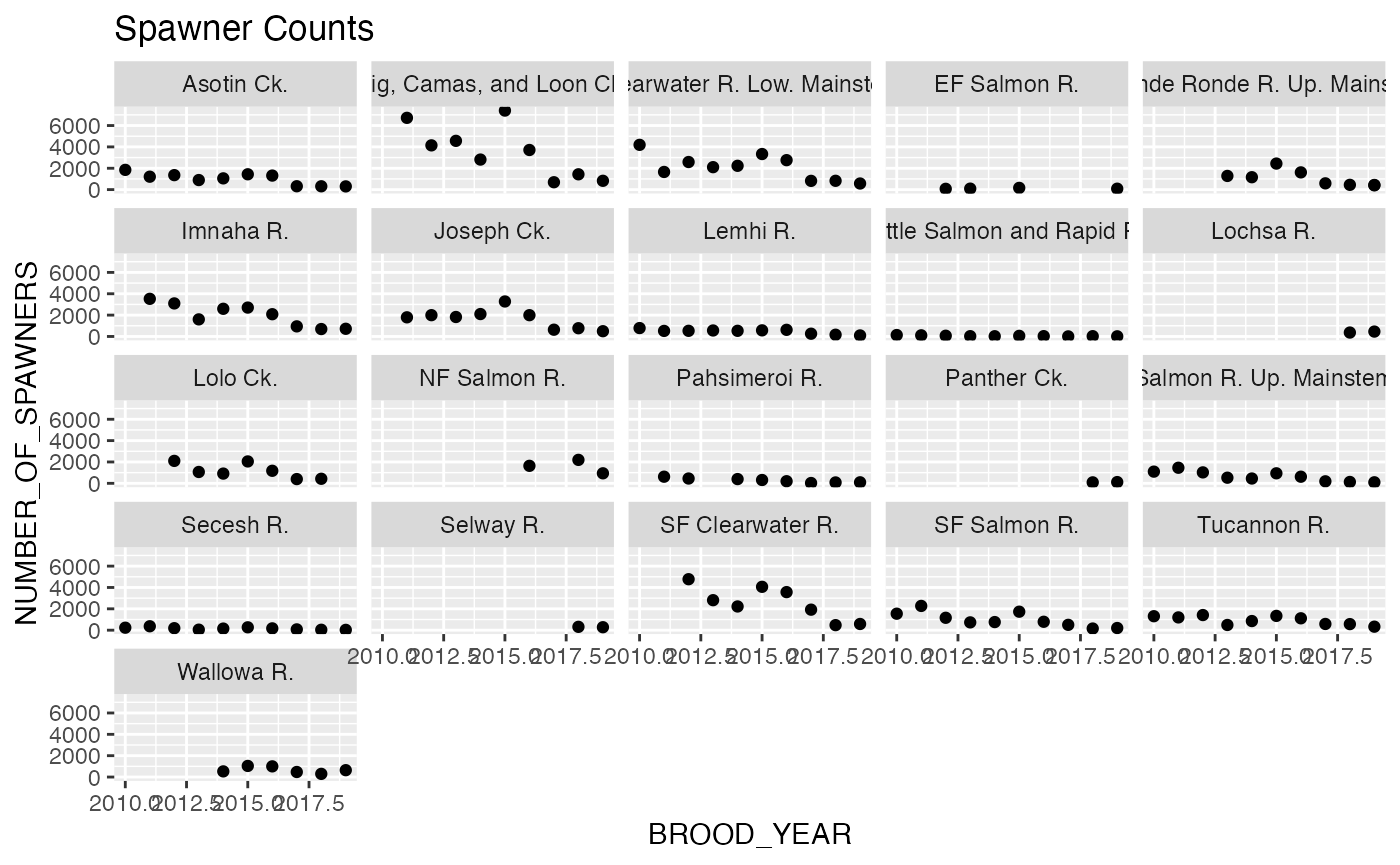 Spawner Counts
Asotin Ck.
ig, Camas, and Loon Cl
earwater R. Low. Mainste
EF Salmon R.
nde Ronde R. Up. Mains
6000
4000
2000
0
Imnaha R.
Joseph Ck.
Lemhi R.
ttle Salmon and Rapid F
Lochsa R.
6000
4000
2000
0
Lolo Ck.
NF Salmon R.
Pahsimeroi R.
Panther Ck.
Salmon R. Up. Mainstem
6000
4000
2000
0
Secesh R.
Selway R.
SF Clearwater R.
SF Salmon R.
Tucannon R.
6000
4000
2000
0
2010.0 2012.5 2015.0 2017.5 2010.0 2012.5 2015.0 2017.5 2010.0 2012.5 2015.0 2017.5 2010.0 2012.5 2015.0 2017.5
Wallowa R.
6000
4000
2000
0
2010.0 2012.5 2015.0 2017.5
BROOD_YEAR
NUMBER_OF_SPAWNERS